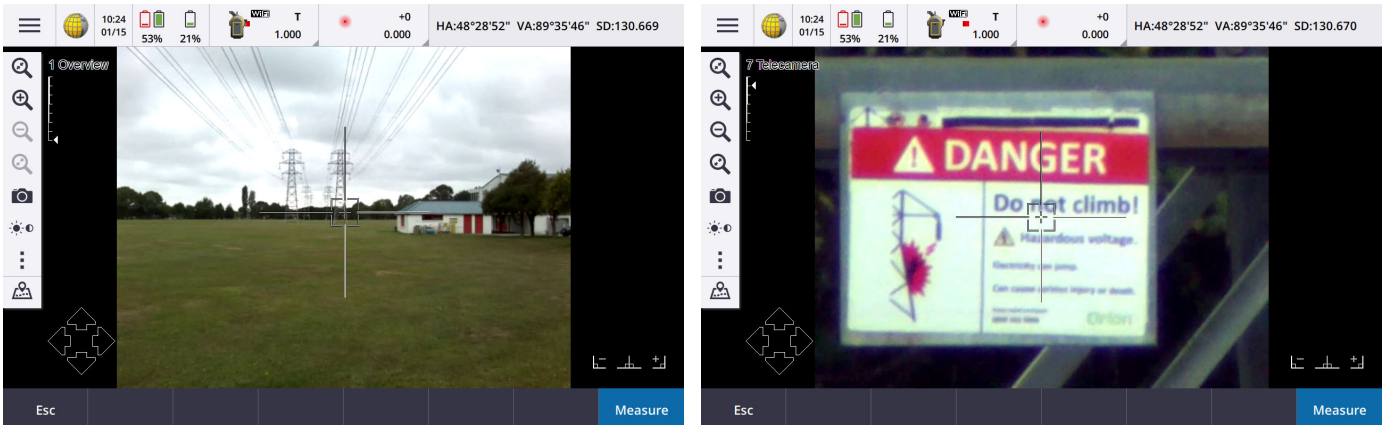 10:24
01/15
53%
21%
WiFi
T
1.000
+0
0.000
HA:48°28'52" VA:89°35'46" SD:130.669
1 Overview
Esc
Measure
10:24
01/15
53%
21%
WiFi
T
1.000
+0
0.000
HA:48°28'52" VA:89°35'46" SD:130.670
7 Telecamera
DANGER
Do not climb!
Hazardous voltage.
Electricity can jump.
Can cause serious injury or death.
Orion
Esc
Measure